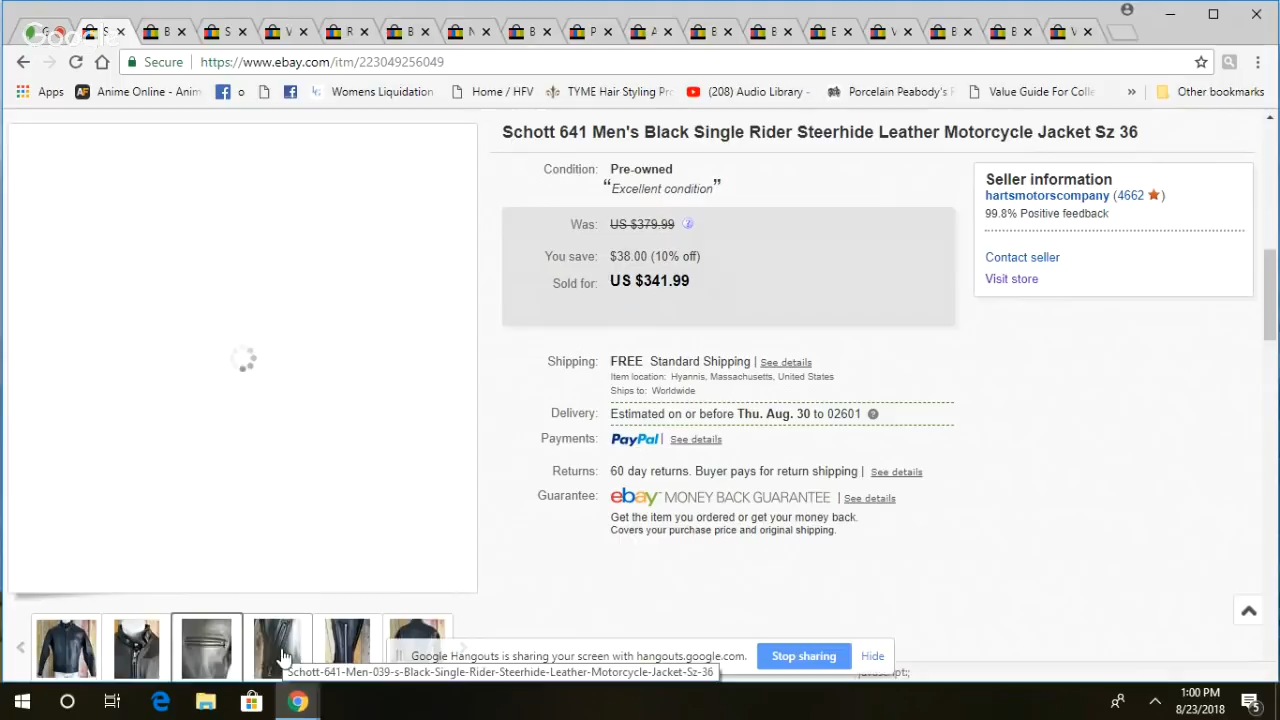 Google
S
B
S
V
R
B
N
B
P
A
B
B
E
V
B
B
V
Secure
https://www.ebay.com/itm/223049256049
Apps
Anime Online - Anim
o
Womens Liquidation
Home / HFV
TYME Hair Styling Pro
(208) Audio Library -
Porcelain Peabody's F
Value Guide For Colle
»
Other bookmarks
Schott 641 Men's Black Single Rider Steerhide Leather Motorcycle Jacket Sz 36
Condition: Pre-owned
"Excellent condition"
Was: US $379.99
You save: $38.00 (10% off)
Sold for: US $341.99
Seller information
hartsmotorscompany (4662 ★)
99.8% Positive feedback
Contact seller
Visit store
Shipping: FREE Standard Shipping | See details
Item location: Hyannis, Massachusetts, United States
Ships to: Worldwide
Delivery: Estimated on or before Thu. Aug. 30 to 02601
Payments: PayPal | See details
Returns: 60 day returns. Buyer pays for return shipping | See details
Guarantee: ebay MONEY BACK GUARANTEE | See details
Get the item you ordered or get your money back.
Covers your purchase price and original shipping.
Google Hangouts is sharing your screen with hangouts.google.com.
Stop sharing
Hide
Schott-641-Men-039-s-Black-Single-Rider-Steerhide-Leather-Motorcycle-Jacket-Sz-36
javascript:;
1:00 PM
8/23/2018
5